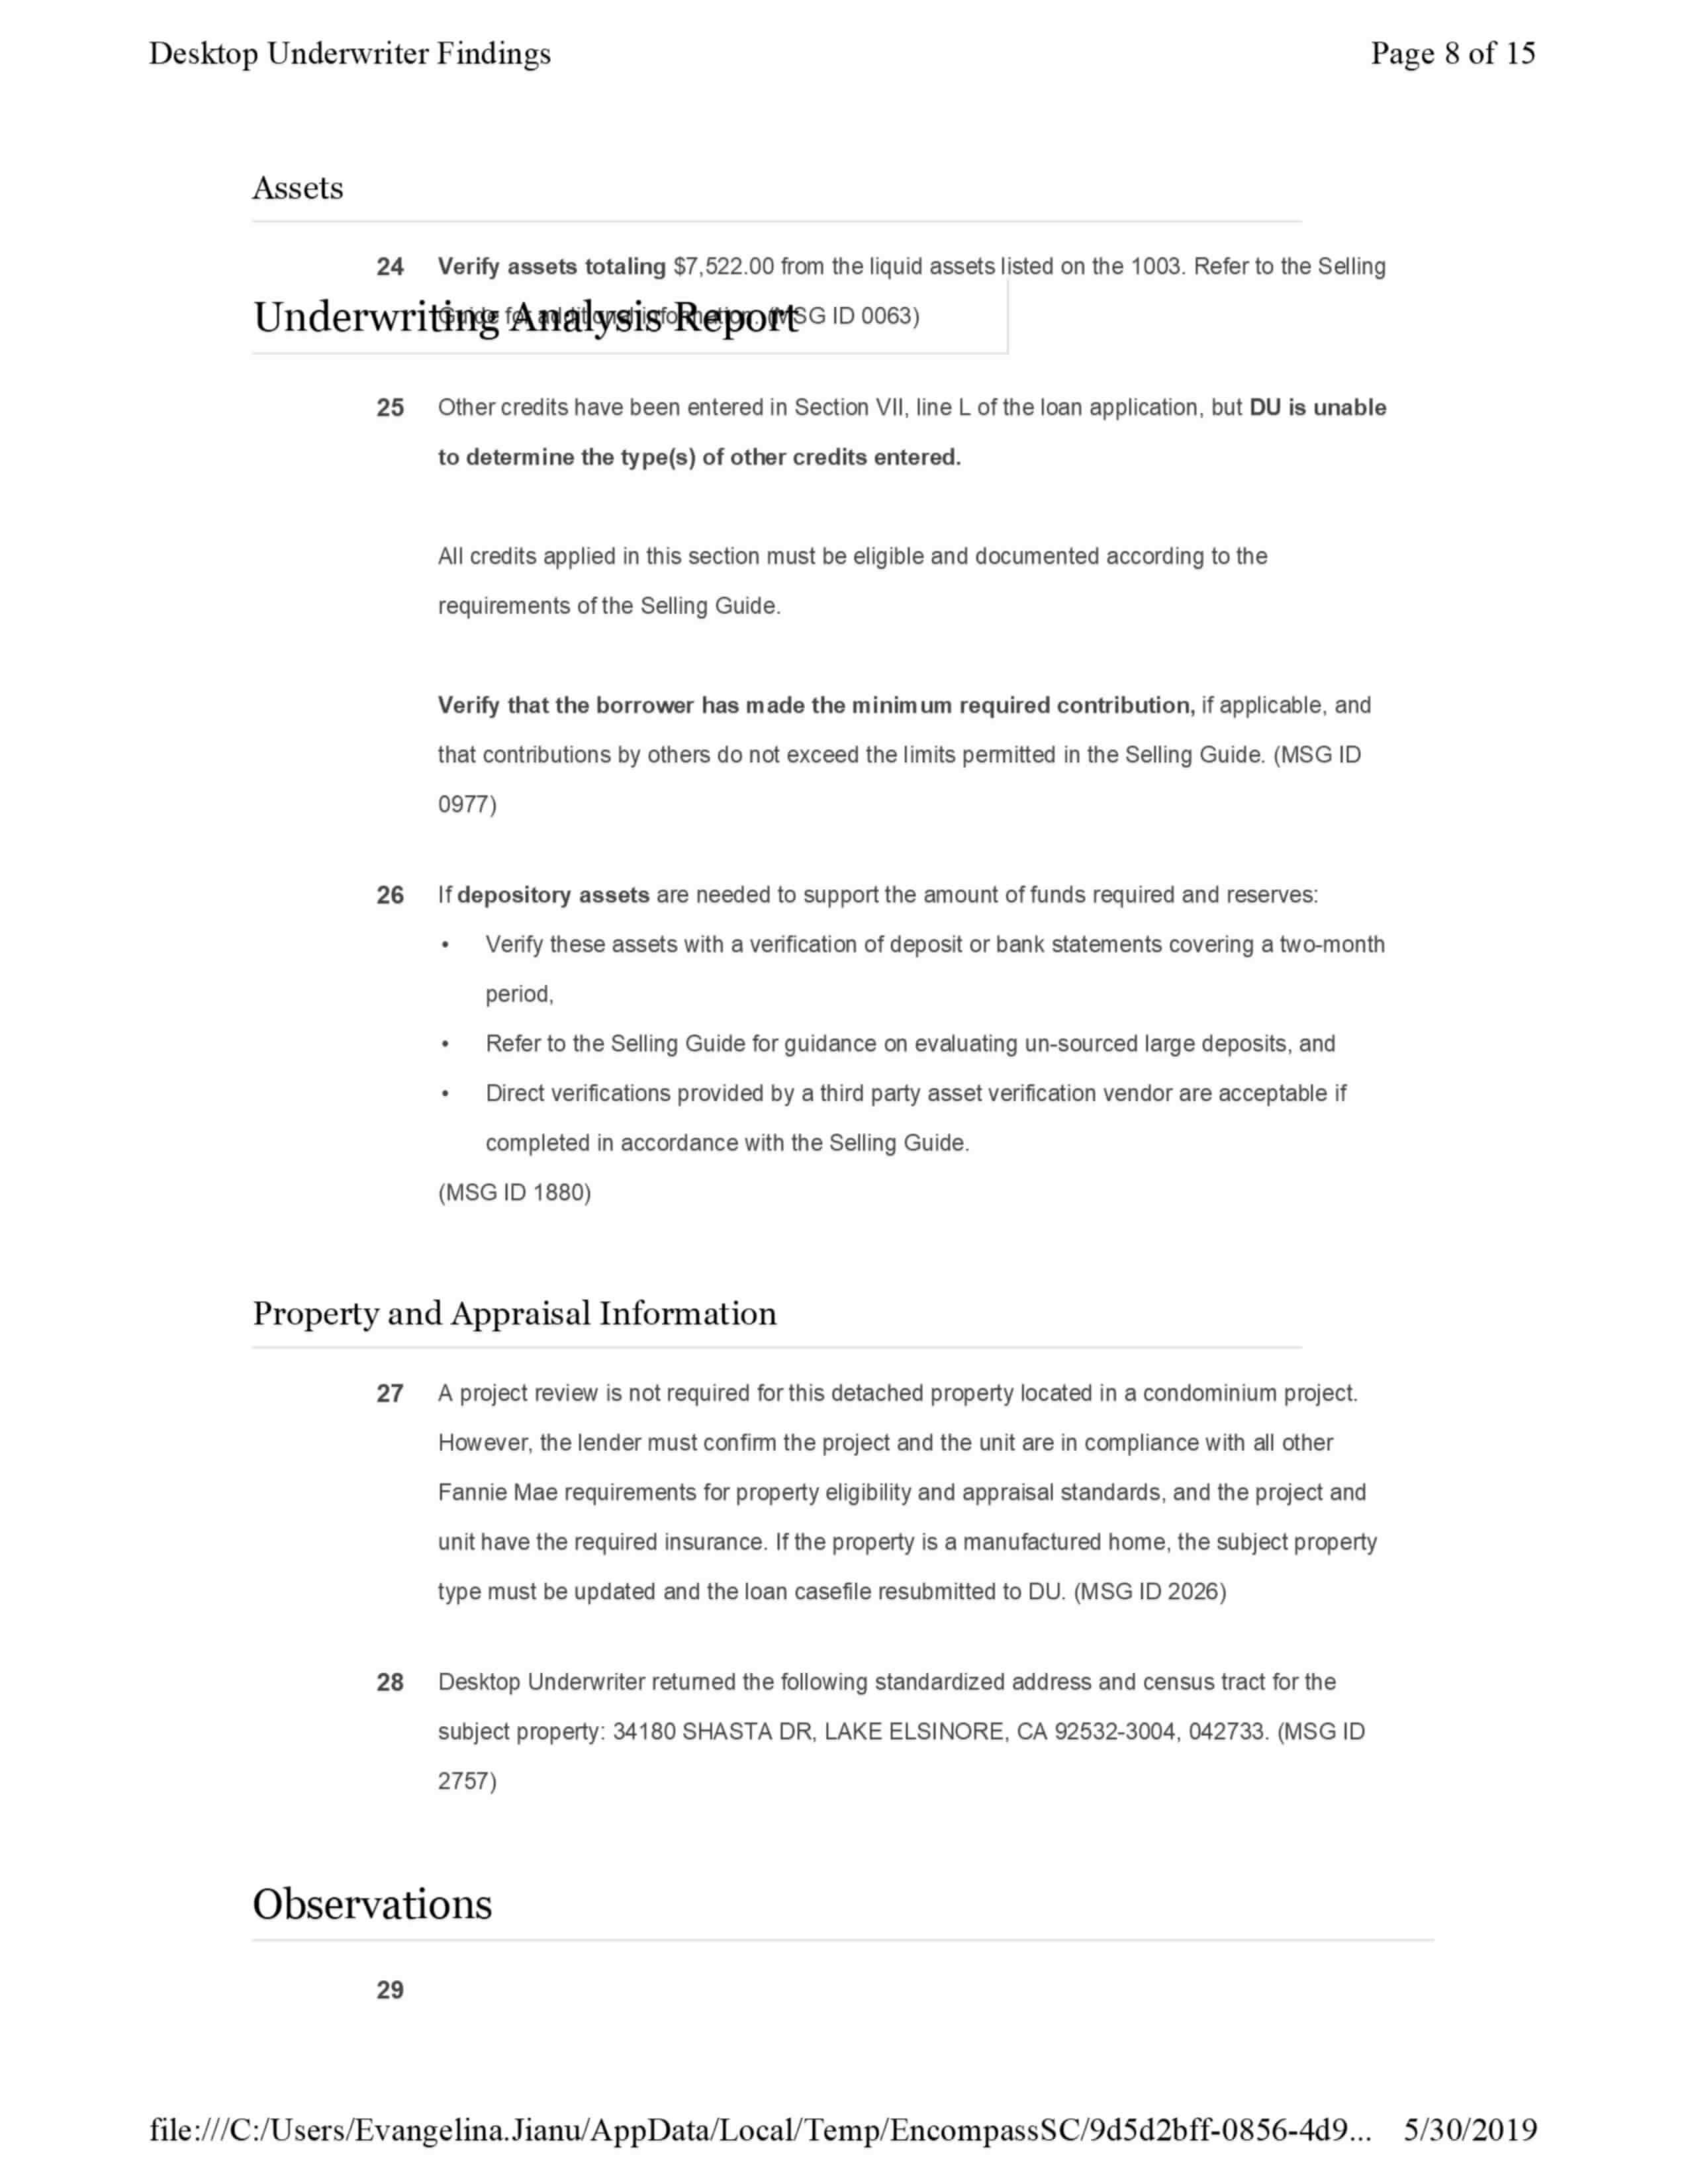 Desktop Underwriter Findings Page 8 of 15
Assets
24 Verify assets totaling $7,522.00 from the liquid assets listed on the 1003. Refer to the Selling
Guide for additional information. (MSG ID 0063)
Underwriting Analysis Report
25 Other credits have been entered in Section VII, line L of the loan application, but DU is unable
to determine the type(s) of other credits entered.
All credits applied in this section must be eligible and documented according to the
requirements of the Selling Guide.
Verify that the borrower has made the minimum required contribution, if applicable, and
that contributions by others do not exceed the limits permitted in the Selling Guide. (MSG ID
0977)
26 If depository assets are needed to support the amount of funds required and reserves:
• Verify these assets with a verification of deposit or bank statements covering a two-month
period,
• Refer to the Selling Guide for guidance on evaluating un-sourced large deposits, and
• Direct verifications provided by a third party asset verification vendor are acceptable if
completed in accordance with the Selling Guide.
(MSG ID 1880)
Property and Appraisal Information
27 A project review is not required for this detached property located in a condominium project.
However, the lender must confirm the project and the unit are in compliance with all other
Fannie Mae requirements for property eligibility and appraisal standards, and the project and
unit have the required insurance. If the property is a manufactured home, the subject property
type must be updated and the loan casefile resubmitted to DU. (MSG ID 2026)
28 Desktop Underwriter returned the following standardized address and census tract for the
subject property: 34180 SHASTA DR, LAKE ELSINORE, CA 92532-3004, 042733. (MSG ID
2757)
Observations
29
file:///C:/Users/Evangelina.Jianu/AppData/Local/Temp/EncompassSC/9d5d2bff-0856-4d9... 5/30/2019